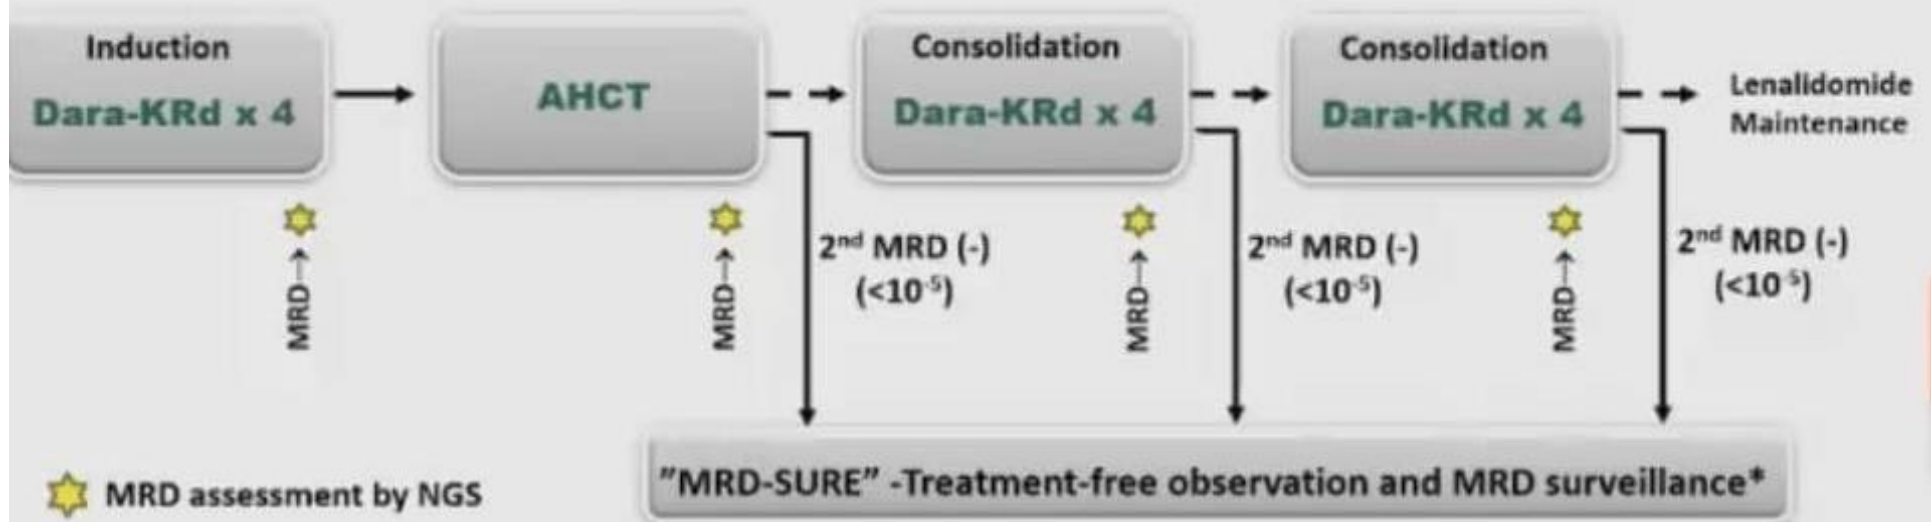 Induction
Dara-KRd x 4
AHCT
Consolidation
Dara-KRd x 4
Consolidation
Dara-KRd x 4
Lenalidomide
Maintenance
MRD→
MRD→
2nd MRD (-)
(<10-5)
MRD→
2nd MRD (-)
(<10-5)
MRD→
2nd MRD (-)
(<10-5)
MRD assessment by NGS
"MRD-SURE" -Treatment-free observation and MRD surveillance*